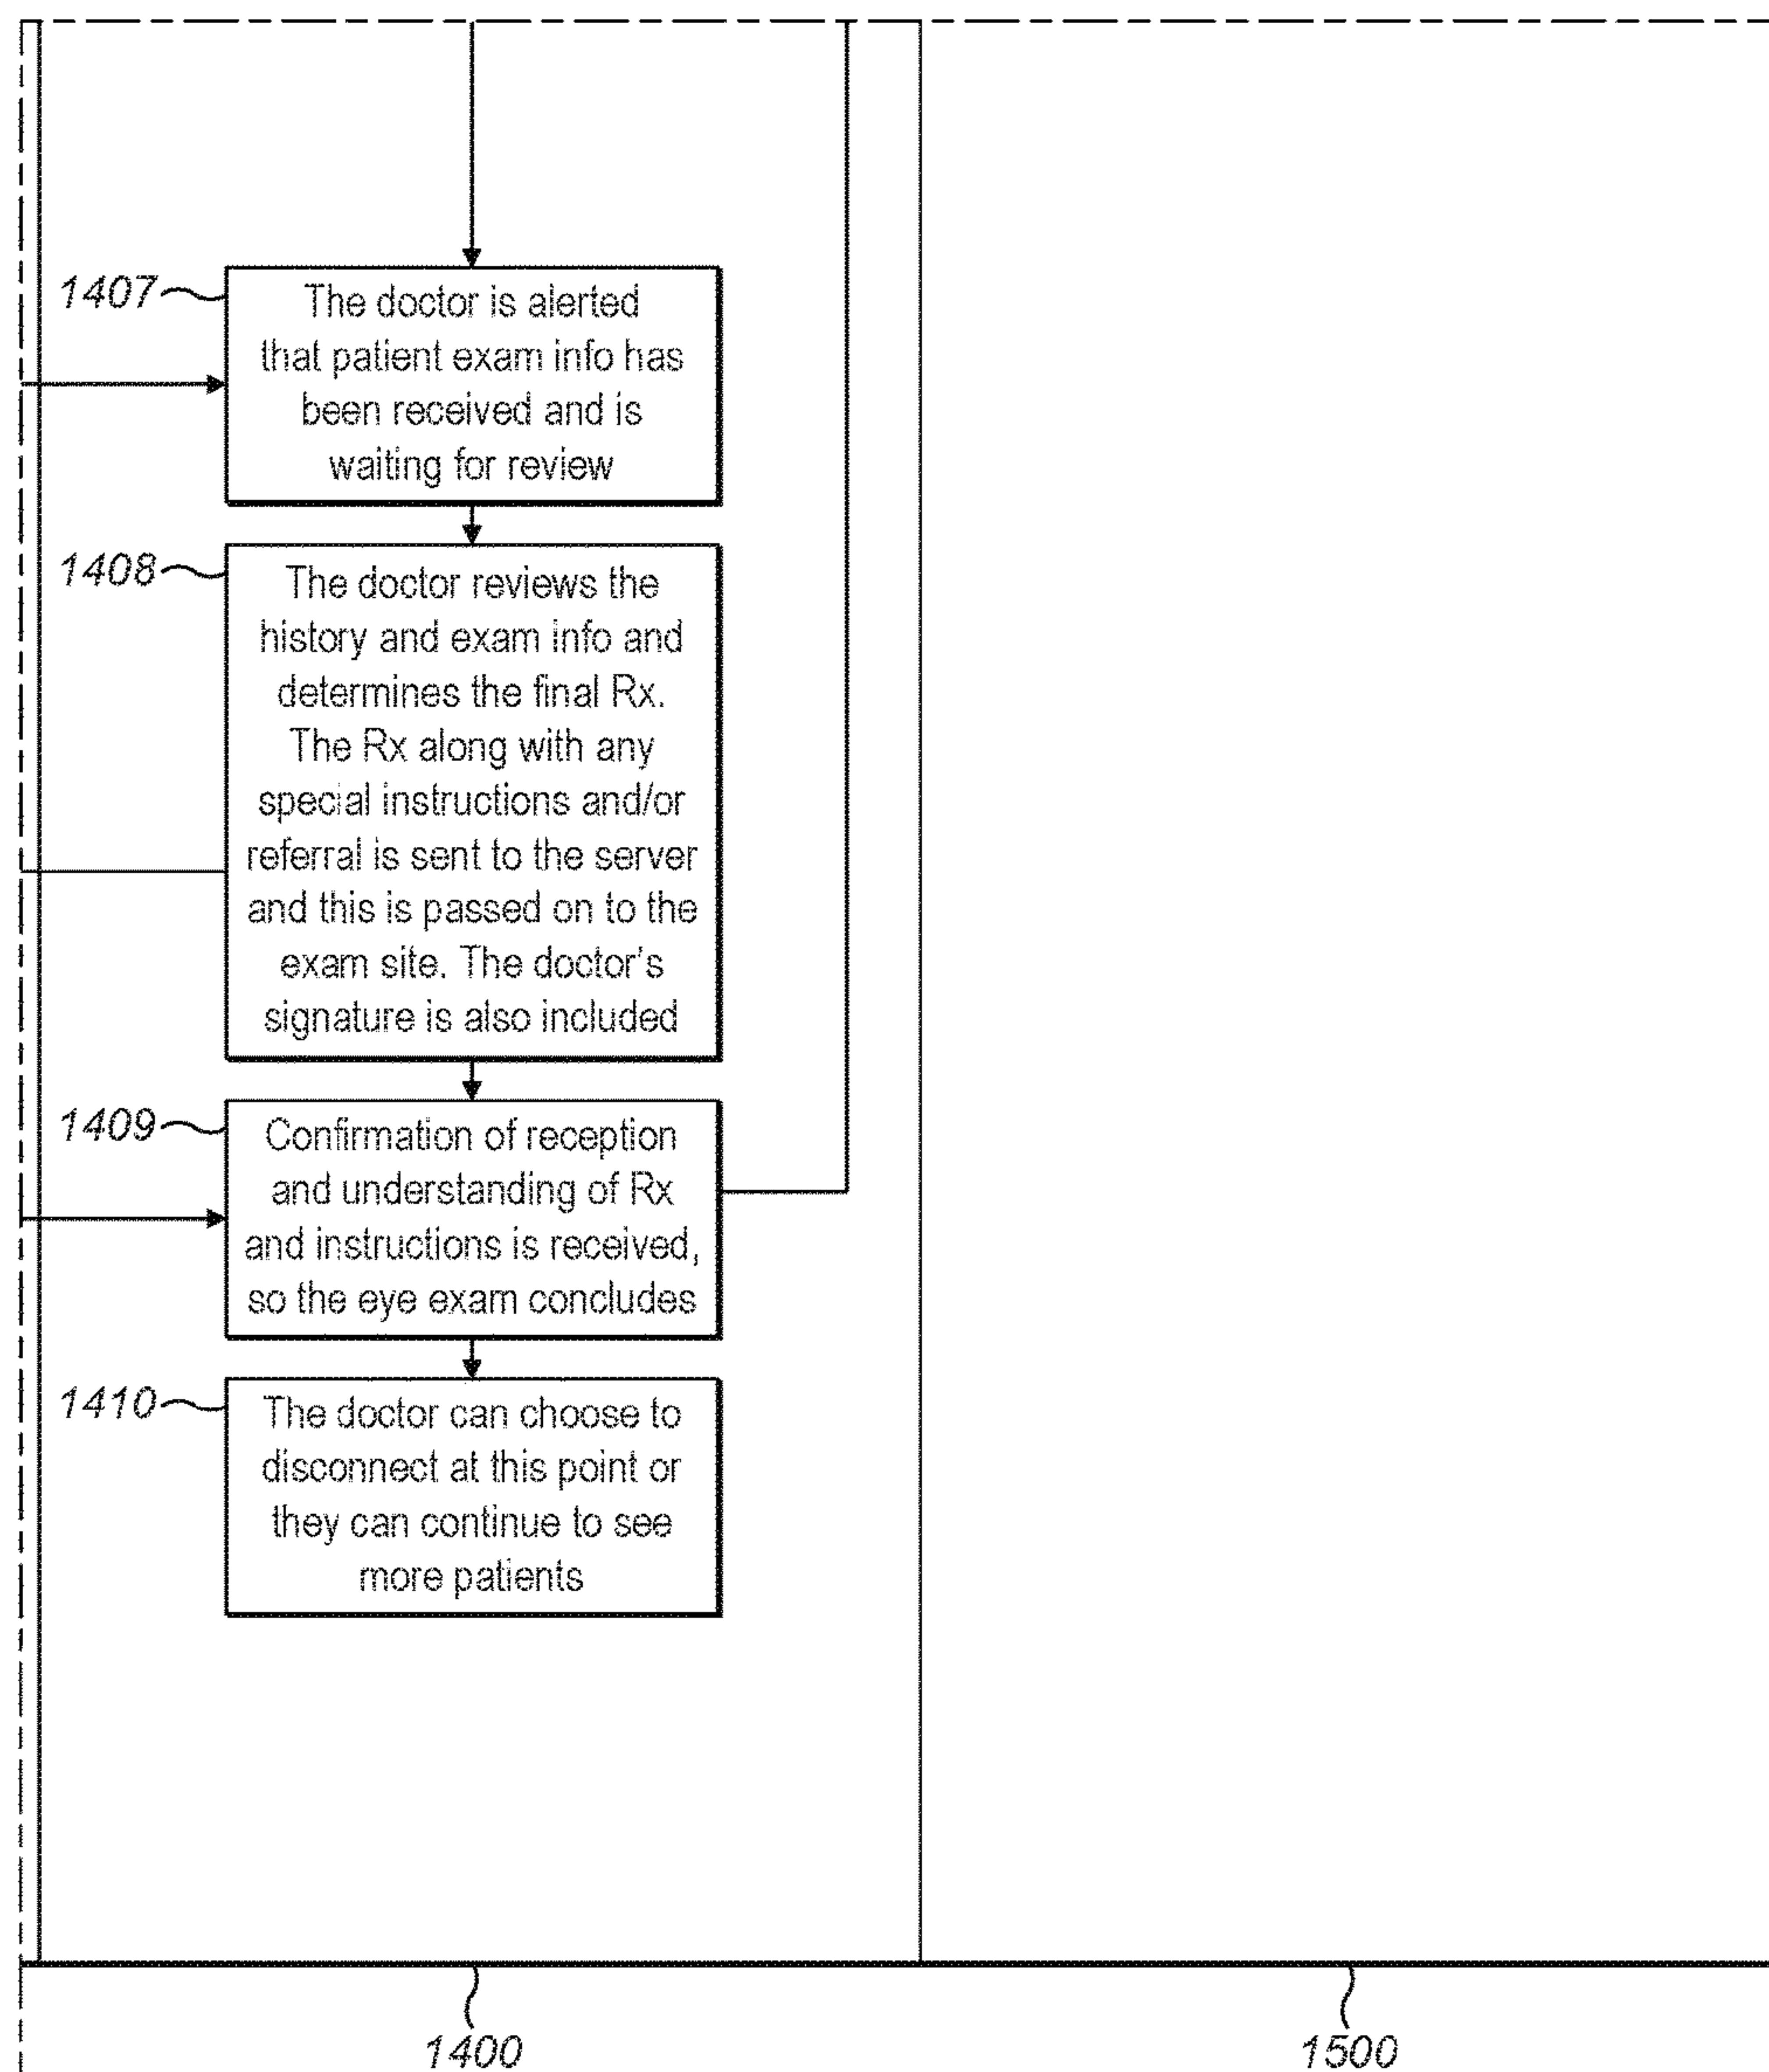 1407
The doctor is alerted
that patient exam info has
been received and is
waiting for review
1408
The doctor reviews the
history and exam info and
determines the final Rx.
The Rx along with any
special instructions and/or
referral is sent to the server
and this is passed on to the
exam site. The doctor's
signature is also included
1409
Confirmation of reception
and understanding of Rx
and instructions is received,
so the eye exam concludes
1410
The doctor can choose to
disconnect at this point or
they can continue to see
more patients
1400
1500